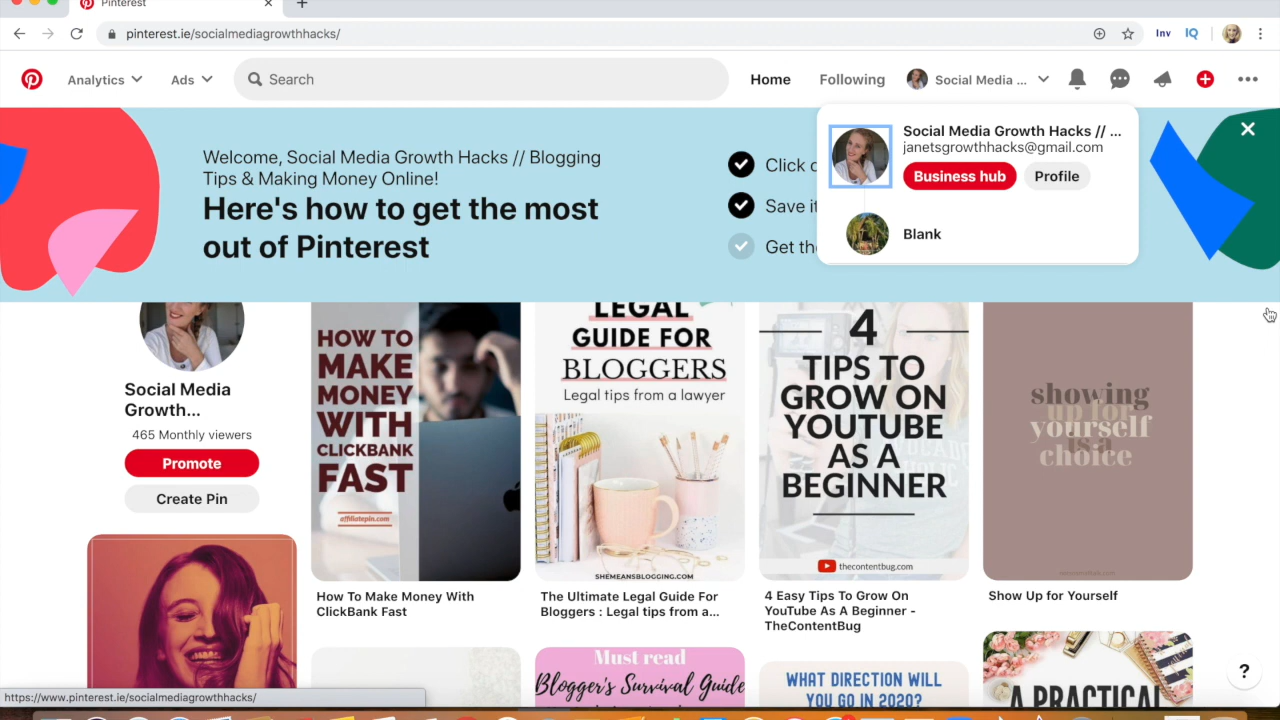 Pinterest
pinterest.ie/socialmediagrowthhacks/
Inv
IQ
Analytics
Ads
Search
Home
Following
Social Media ...
Welcome, Social Media Growth Hacks // Blogging
Tips & Making Money Online!
Here's how to get the most
out of Pinterest
Click
Save it
Get th
Social Media Growth Hacks // ...
janetsgrowthhacks@gmail.com
Business hub
Profile
Blank
Social Media
Growth...
465 Monthly viewers
Promote
Create Pin
HOW TO
MAKE
MONEY
WITH
CLICKBANK
FAST
affiliatepin.com
How To Make Money With
ClickBank Fast
LEGAL
GUIDE FOR
BLOGGERS
Legal tips from a lawyer
SHEMEANSBLOGGING.COM
The Ultimate Legal Guide For
Bloggers : Legal tips from a...
4
TIPS TO
GROW ON
YOUTUBE
AS A
BEGINNER
thecontentbug.com
4 Easy Tips To Grow On
YouTube As A Beginner -
TheContentBug
showing
up for
yourself
is a
choice
Show Up for Yourself
Must read
Blogger's Survival Guide
WHAT DIRECTION WILL
YOU GO IN 2020?
A PRACTICAL
?
https://www.pinterest.ie/socialmediagrowthhacks/